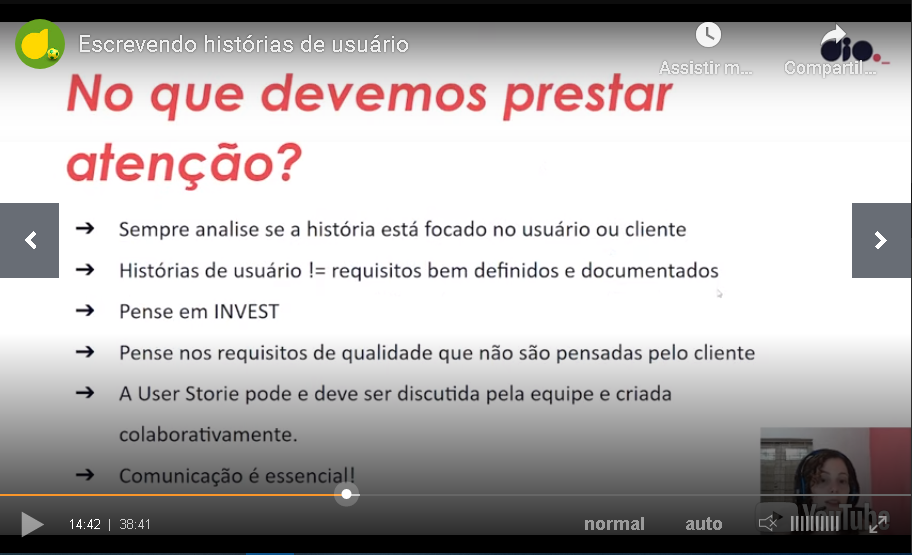 Escrevendo histórias de usuário
Assistir m...
Compartil...
dio._
No que devemos prestar
atenção?
➔ Sempre analise se a história está focado no usuário ou cliente
➔ Histórias de usuário != requisitos bem definidos e documentados
➔ Pense em INVEST
➔ Pense nos requisitos de qualidade que não são pensadas pelo cliente
➔ A User Storie pode e deve ser discutida pela equipe e criada
colaborativamente.
➔ Comunicação é essencial!
14:42 | 38:41
normal
auto
YouTube